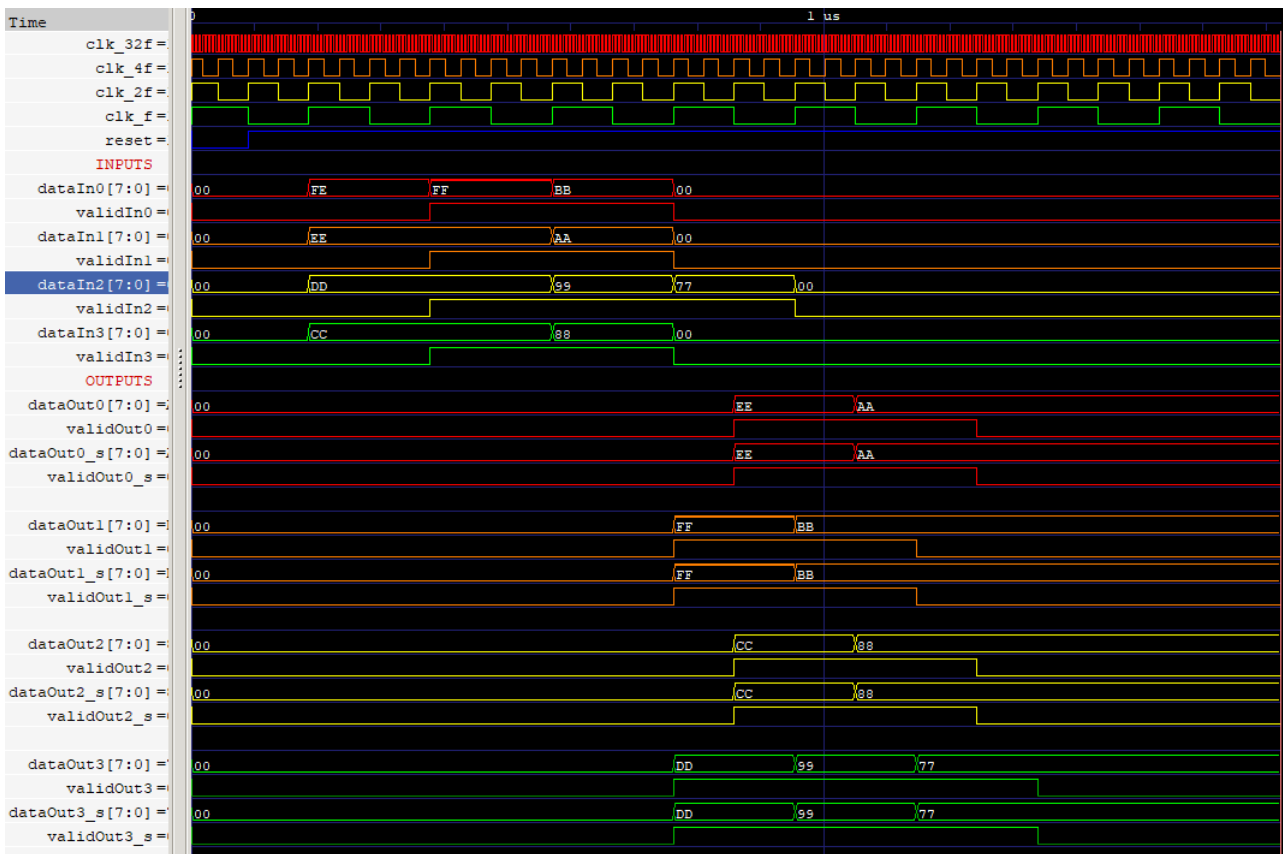 Time 0 1 us
clk_32f=
clk_4f=
clk_2f=
clk_f=
reset=
INPUTS
dataIn0[7:0] = 00 FE FF BB 00
validIn0=
dataIn1[7:0] = 00 EE AA 00
validIn1=
dataIn2[7:0] = 00 DD 99 77 00
validIn2=
dataIn3[7:0] = 00 CC 88 00
validIn3=
OUTPUTS
dataOut0[7:0] = 00 EE AA
validOut0=
dataOut0_s[7:0] = 00 EE AA
validOut0_s=
dataOut1[7:0] = 00 FF BB
validOut1=
dataOut1_s[7:0] = 00 FF BB
validOut1_s=
dataOut2[7:0] = 00 CC 88
validOut2=
dataOut2_s[7:0] = 00 CC 88
validOut2_s=
dataOut3[7:0] = 00 DD 99 77
validOut3=
dataOut3_s[7:0] = 00 DD 99 77
validOut3_s=